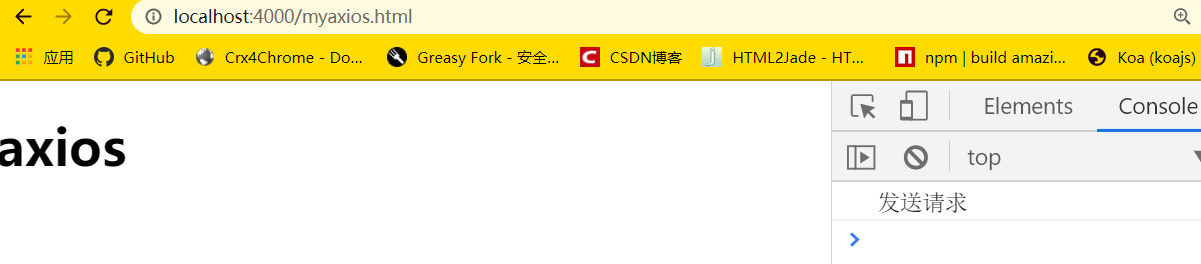 localhost:4000/myaxios.html
应用 GitHub Crx4Chrome - Do... Greasy Fork - 安全... CSDN博客 HTML2Jade - HT... npm | build amazi... Koa (koajs)
axios
Elements Console
top
发送请求